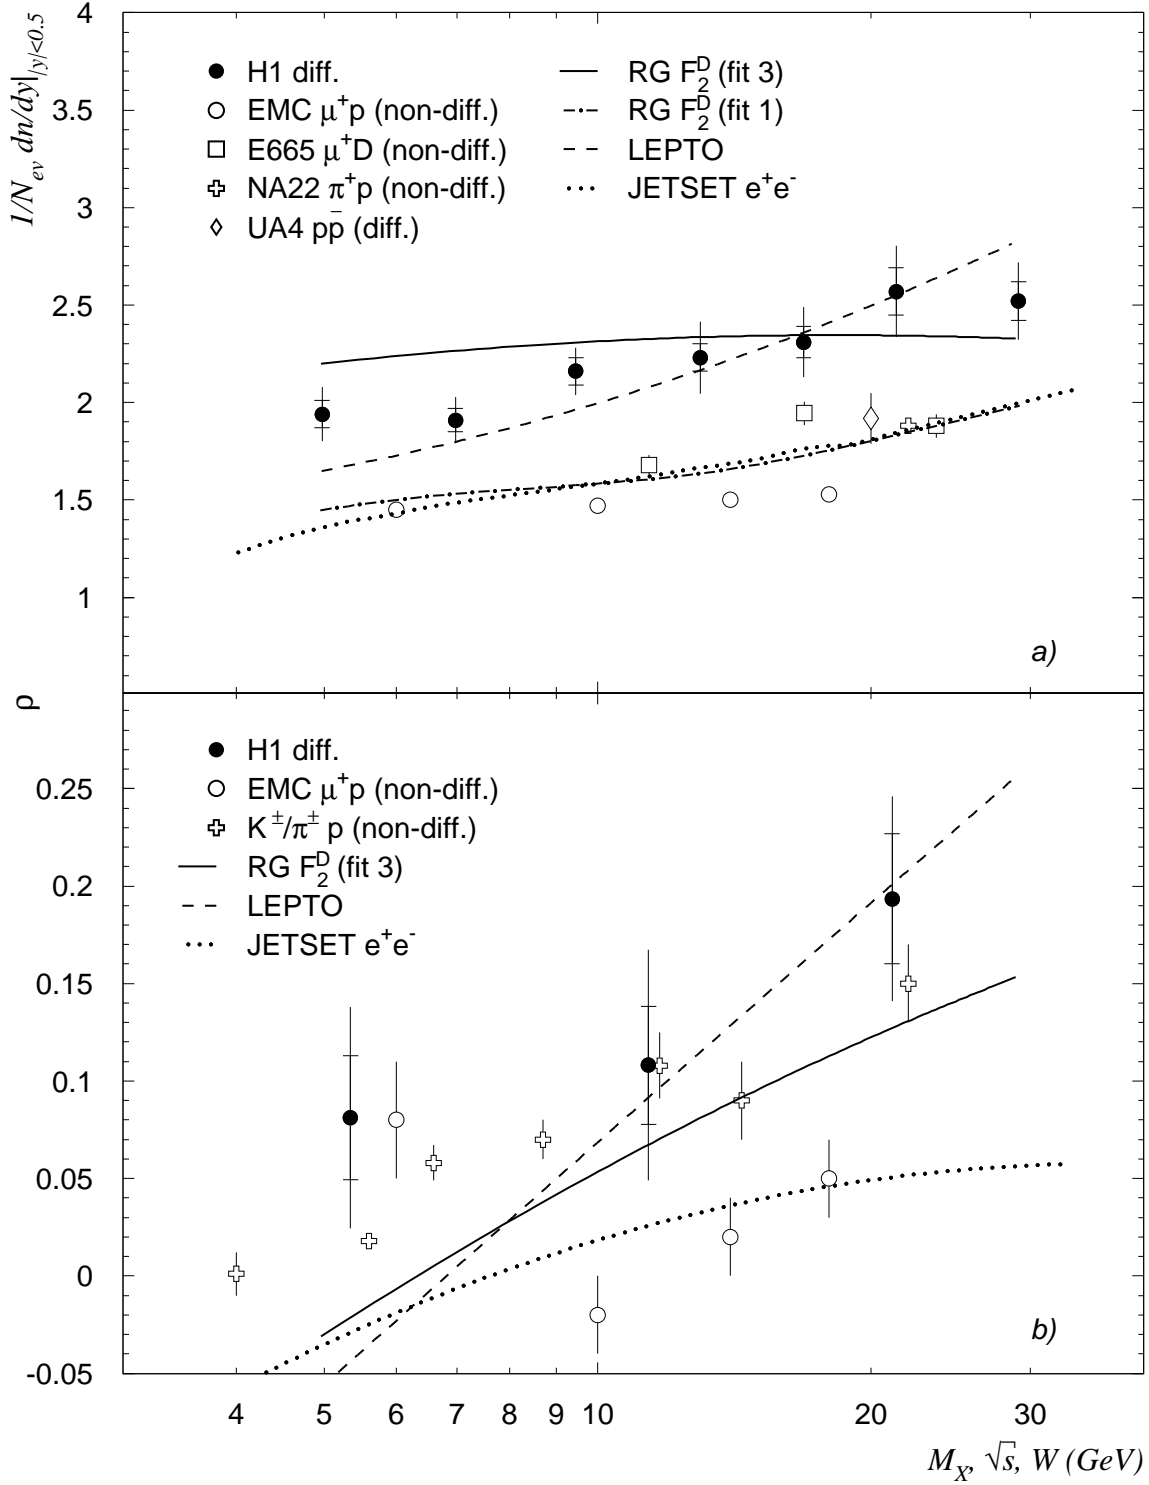 1/N_ev dn/dy|_|y|<0.5
4
3.5
3
2.5
2
1.5
1
H1 diff.
EMC μ⁺p (non-diff.)
E665 μ⁺D (non-diff.)
NA22 π⁺p (non-diff.)
UA4 pp̄ (diff.)
RG F₂ᴰ (fit 3)
RG F₂ᴰ (fit 1)
LEPTO
JETSET e⁺e⁻
a)
ρ
0.25
0.2
0.15
0.1
0.05
0
-0.05
H1 diff.
EMC μ⁺p (non-diff.)
K±/π± p (non-diff.)
RG F₂ᴰ (fit 3)
LEPTO
JETSET e⁺e⁻
b)
4 5 6 7 8 9 10 20 30
M_X, √s, W (GeV)